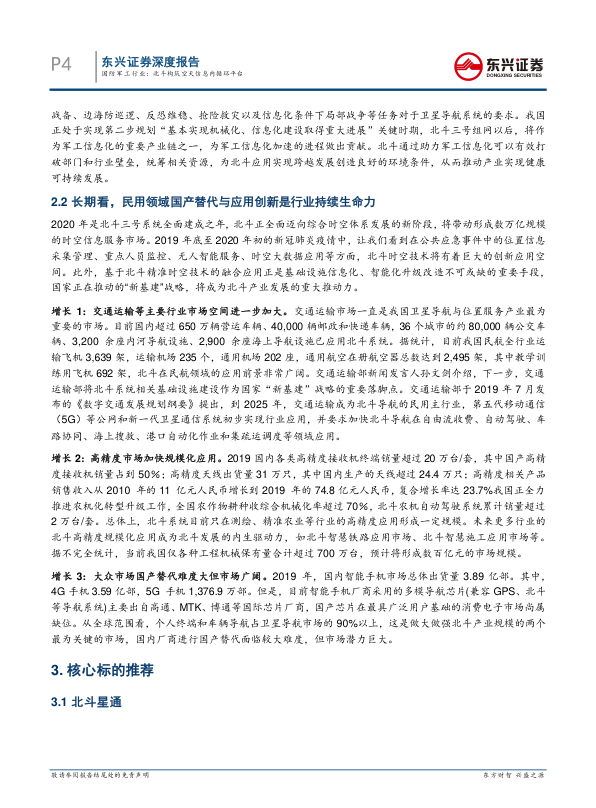 P4
东兴证券深度报告
国防军工行业：北斗构筑空天信息内循环平台
东兴证券
DONGXING SECURITIES
战备、边海防巡逻、反恐维稳、抢险救灾以及信息化条件下局部战争等任务对于卫星导航系统的要求。我国
正处于实现第二步规划“基本实现机械化、信息化建设取得重大进展”关键时期，北斗三号组网以后，将作
为军工信息化的重要产业链之一，为军工信息化加速的进程做出贡献。北斗通过助力军工信息化可以有效打
破部门和行业壁垒，统筹相关资源，为北斗应用实现跨越发展创造良好的环境条件，从而推动产业实现健康
可持续发展。
2.2 长期看，民用领域国产替代与应用创新是行业持续生命力
2020 年是北斗三号系统全面建成之年，北斗正全面迈向综合时空体系发展的新阶段，将带动形成数万亿规模
的时空信息服务市场。2019 年底至 2020 年初的新冠肺炎疫情中，让我们看到在公共应急事件中的位置信息
采集管理、重点人员监控、无人智能服务、时空大数据应用等方面，北斗时空技术将有着巨大的创新应用空
间。此外，基于北斗精准时空技术的融合应用正是基础设施信息化、智能化升级改造不可或缺的重要手段，
国家正在推动的“新基建”战略，将成为北斗产业发展的重大推动力。
增长 1：交通运输等主要行业市场空间进一步加大。交通运输市场一直是我国卫星导航与位置服务产业最为
重要的市场。目前国内超过 650 万辆营运车辆、40,000 辆邮政和快递车辆，36 个城市的约 80,000 辆公交车
辆、3,200 余座内河导航设施、2,900 余座海上导航设施已应用北斗系统。据统计，目前我国民航全行业运
输飞机 3,639 架，运输机场 235 个，通用机场 202 座，通用航空在册航空器总数达到 2,495 架，其中教学训
练用飞机 692 架，北斗在民航领域的应用前景非常广阔。交通运输部新闻发言人孙文剑介绍，下一步，交通
运输部将北斗系统相关基础设施建设作为国家“新基建”战略的重要落脚点。交通运输部于 2019 年 7 月发
布的《数字交通发展规划纲要》提出，到 2025 年，交通运输成为北斗导航的民用主行业，第五代移动通信
（5G）等公网和新一代卫星通信系统初步实现行业应用，并要求加快北斗导航在自由流收费、自动驾驶、车
路协同、海上搜救、港口自动化作业和集疏运调度等领域应用。
增长 2：高精度市场加快规模化应用。2019 国内各类高精度接收机终端销量超过 20 万台/套，其中国产高精
度接收机销量占到 50%；高精度天线出货量 31 万只，其中国内生产的天线超过 24.4 万只；高精度相关产品
销售收入从 2010 年的 11 亿元人民币增长到 2019 年的 74.8 亿元人民币，复合增长率达 23.7%我国正全力
推进农机化转型升级工作，全国农作物耕种收综合机械化率超过 70%，北斗农机自动驾驶系统累计销量超过
2 万台/套。总体上，北斗系统目前只在测绘、精准农业等行业的高精度应用形成一定规模。未来更多行业的
北斗高精度规模化应用成为北斗发展的内生驱动力，如北斗智慧铁路应用市场、北斗智慧施工应用市场等。
据不完全统计，当前我国仅各种工程机械保有量合计超过 700 万台，预计将形成数百亿元的市场规模。
增长 3：大众市场国产替代难度大但市场广阔。2019 年，国内智能手机市场总体出货量 3.89 亿部。其中，
4G 手机 3.59 亿部，5G 手机 1,376.9 万部。但是，目前智能手机厂商采用的多模导航芯片(兼容 GPS、北斗
等导航系统)主要出自高通、MTK、博通等国际芯片厂商，国产芯片在最具广泛用户基础的消费电子市场尚属
缺位。从全球范围看，个人终端和车辆导航占卫星导航市场的 90%以上，这是做大做强北斗产业规模的两个
最为关键的市场，国内厂商进行国产替代面临较大难度，但市场潜力巨大。
3. 核心标的推荐
3.1 北斗星通
敬请参阅报告结尾处的免责声明
东方财智 兴盛之源